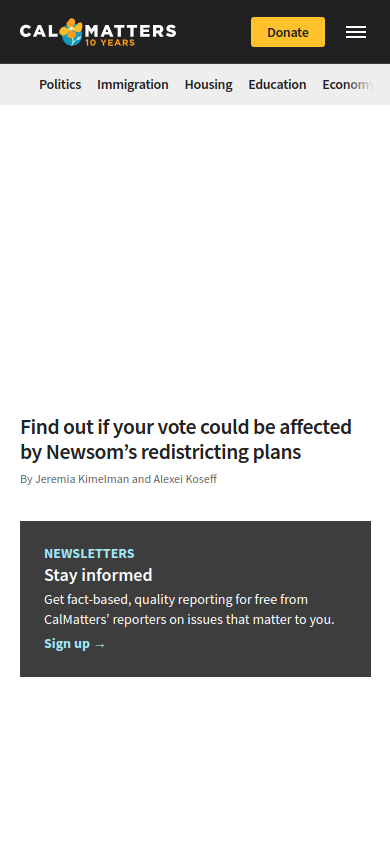 CALMATTERS
10 YEARS
Donate
Politics Immigration Housing Education Economy
Find out if your vote could be affected
by Newsom’s redistricting plans
By Jeremia Kimelman and Alexei Koseff
NEWSLETTERS
Stay informed
Get fact-based, quality reporting for free from
CalMatters’ reporters on issues that matter to you.
Sign up →